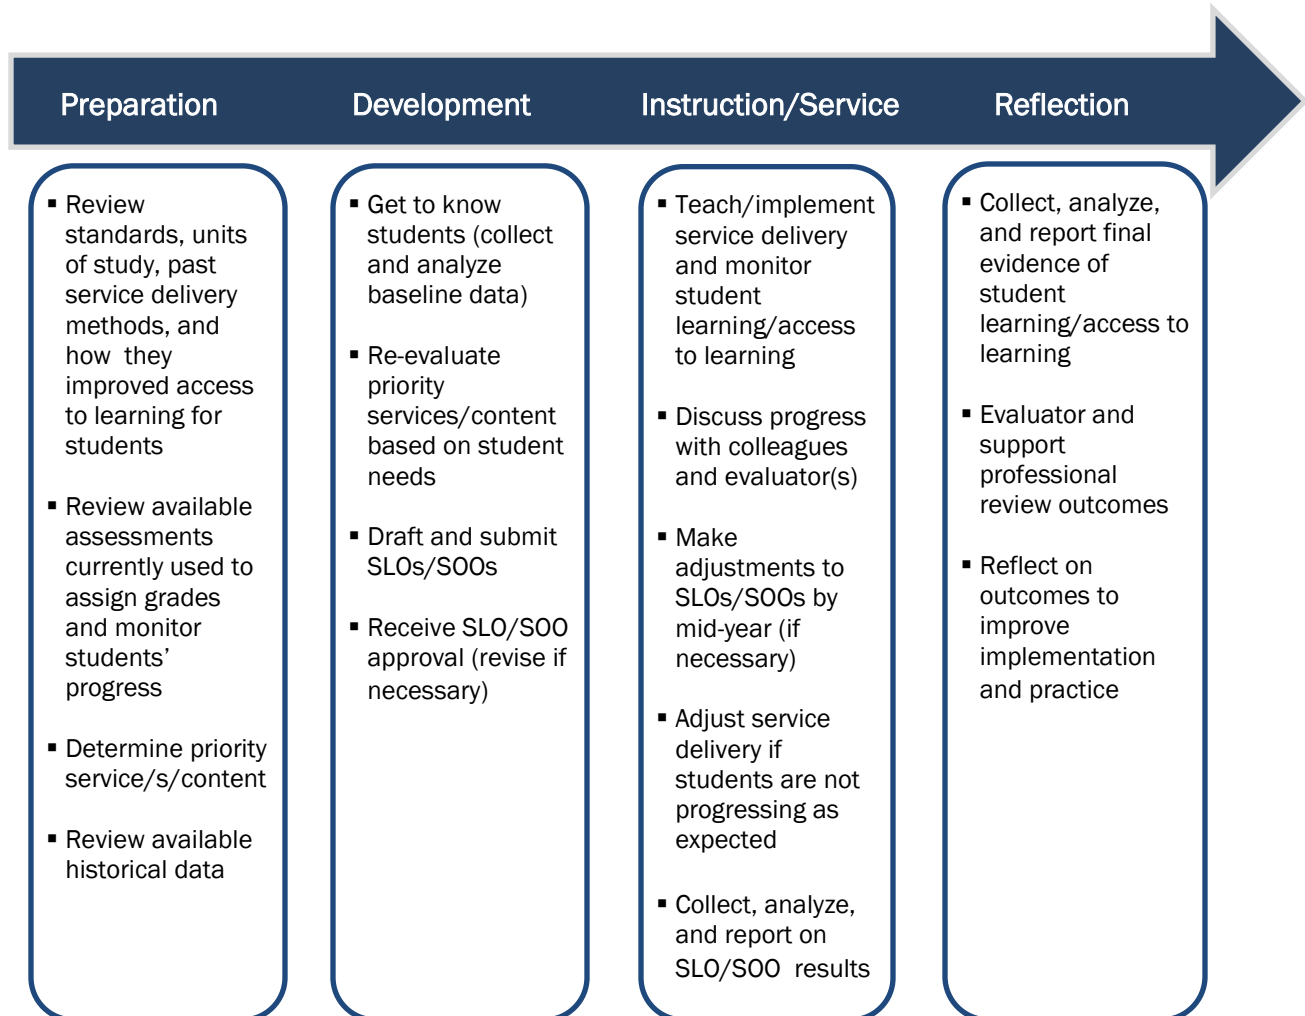 Preparation
Development
Instruction/Service
Reflection
▪ Review
standards, units
of study, past
service delivery
methods, and
how they
improved access
to learning for
students
▪ Review available
assessments
currently used to
assign grades
and monitor
students’
progress
▪ Determine priority
service/s/content
▪ Review available
historical data
▪ Get to know
students (collect
and analyze
baseline data)
▪ Re-evaluate
priority
services/content
based on student
needs
▪ Draft and submit
SLOs/SOOs
▪ Receive SLO/SOO
approval (revise if
necessary)
▪ Teach/implement
service delivery
and monitor
student
learning/access
to learning
▪ Discuss progress
with colleagues
and evaluator(s)
▪ Make
adjustments to
SLOs/SOOs by
mid-year (if
necessary)
▪ Adjust service
delivery if
students are not
progressing as
expected
▪ Collect, analyze,
and report on
SLO/SOO results
▪ Collect, analyze,
and report final
evidence of
student
learning/access to
learning
▪ Evaluator and
support
professional
review outcomes
▪ Reflect on
outcomes to
improve
implementation
and practice